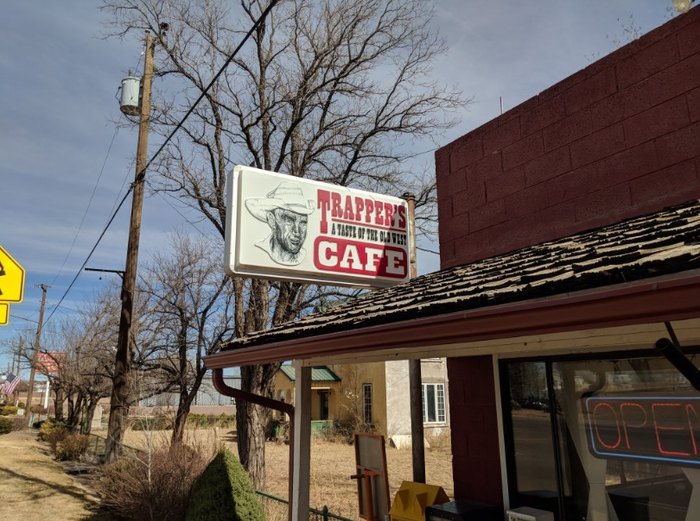 TRAPPER'S
A TASTE OF THE OLD WEST
CAFE
OPEN